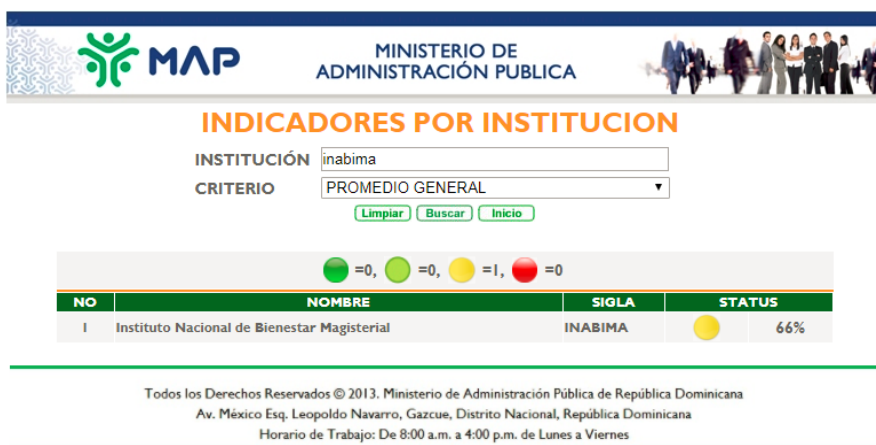 MAP
MINISTERIO DE
ADMINISTRACIÓN PUBLICA
INDICADORES POR INSTITUCION
INSTITUCIÓN inabima
CRITERIO PROMEDIO GENERAL
Limpiar Buscar Inicio
=0, =0, =1, =0
NO NOMBRE SIGLA STATUS
1 Instituto Nacional de Bienestar Magisterial INABIMA 66%
Todos los Derechos Reservados © 2013. Ministerio de Administración Pública de República Dominicana
Av. México Esq. Leopoldo Navarro, Gazcue, Distrito Nacional, República Dominicana
Horario de Trabajo: De 8:00 a.m. a 4:00 p.m. de Lunes a Viernes